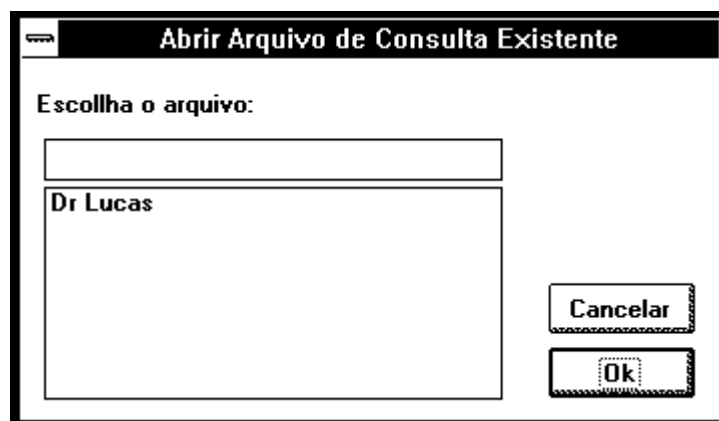 Abrir Arquivo de Consulta Existente
Escollha o arquivo:
Dr Lucas
Cancelar
Ok